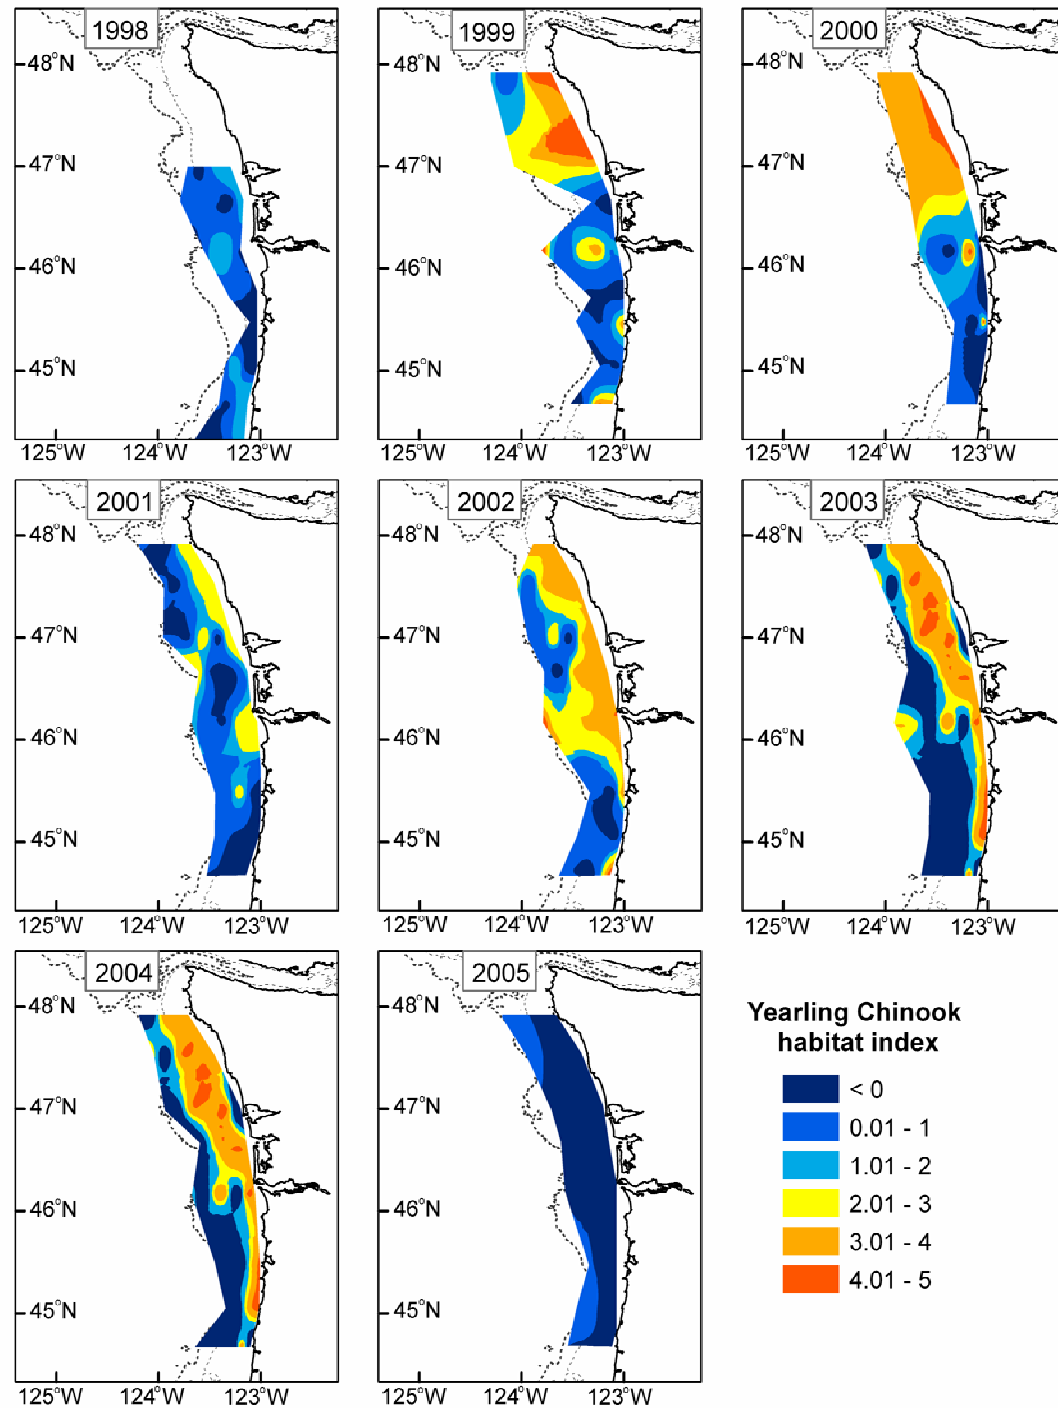 1998
48°N
47°N
46°N
45°N
125°W 124°W 123°W
1999
48°N
47°N
46°N
45°N
125°W 124°W 123°W
2000
48°N
47°N
46°N
45°N
125°W 124°W 123°W
2001
48°N
47°N
46°N
45°N
125°W 124°W 123°W
2002
48°N
47°N
46°N
45°N
125°W 124°W 123°W
2003
48°N
47°N
46°N
45°N
125°W 124°W 123°W
2004
48°N
47°N
46°N
45°N
125°W 124°W 123°W
2005
48°N
47°N
46°N
45°N
125°W 124°W 123°W
Yearling Chinook
habitat index
< 0
0.01 - 1
1.01 - 2
2.01 - 3
3.01 - 4
4.01 - 5